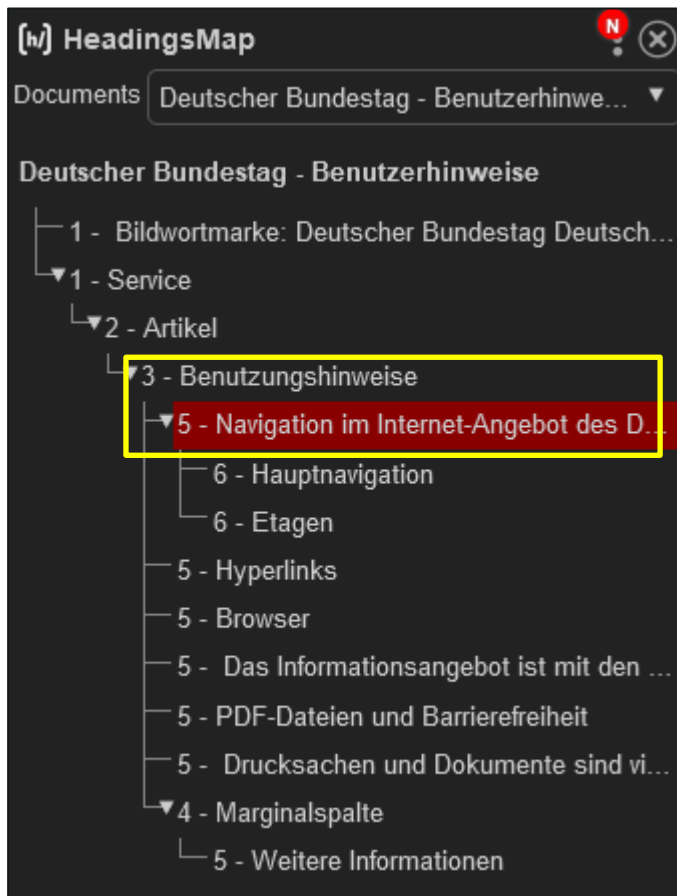 [h/] HeadingsMap
N
Documents Deutscher Bundestag - Benutzerhinwe...
Deutscher Bundestag - Benutzerhinweise
1 - Bildwortmarke: Deutscher Bundestag Deutsch...
1 - Service
2 - Artikel
3 - Benutzungshinweise
5 - Navigation im Internet-Angebot des D...
6 - Hauptnavigation
6 - Etagen
5 - Hyperlinks
5 - Browser
5 - Das Informationsangebot ist mit den ...
5 - PDF-Dateien und Barrierefreiheit
5 - Drucksachen und Dokumente sind vi...
4 - Marginalspalte
5 - Weitere Informationen